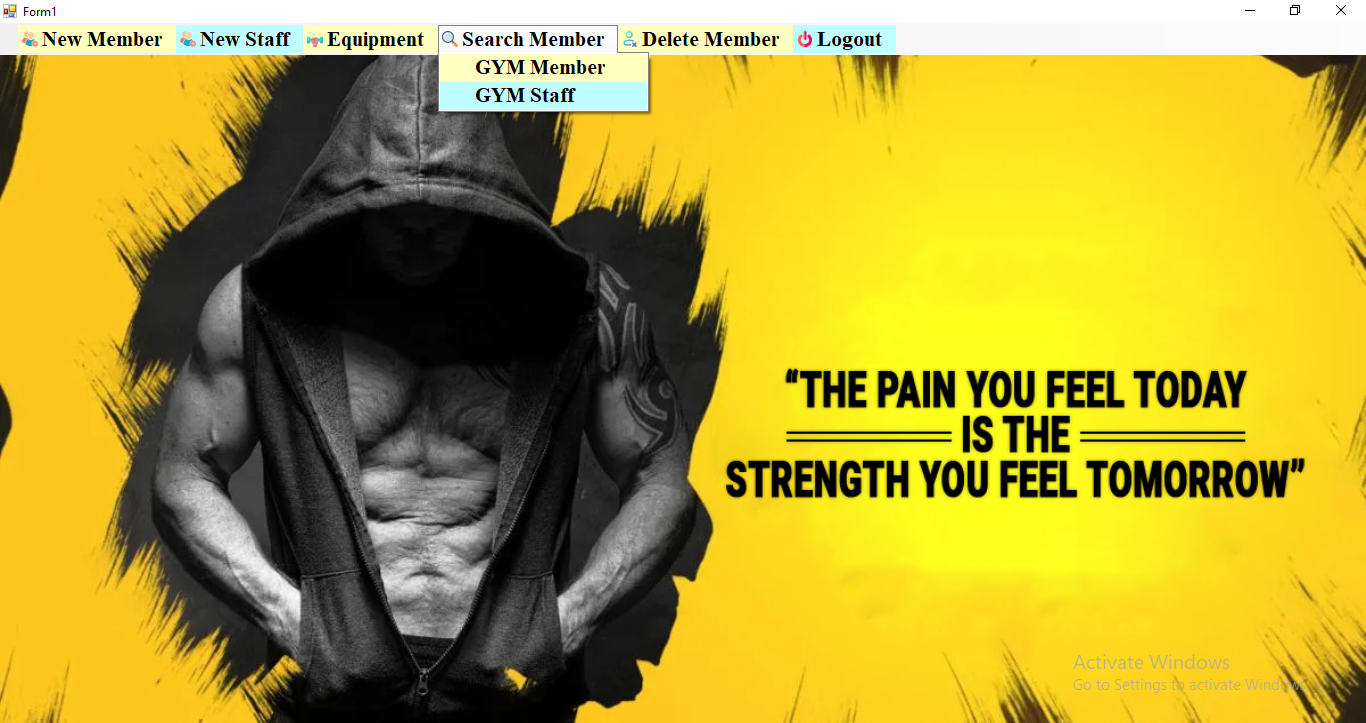 Form1
New Member New Staff Equipment Search Member Delete Member Logout
GYM Member
GYM Staff
“THE PAIN YOU FEEL TODAY
IS THE
STRENGTH YOU FEEL TOMORROW”
Activate Windows
Go to Settings to activate Windows.